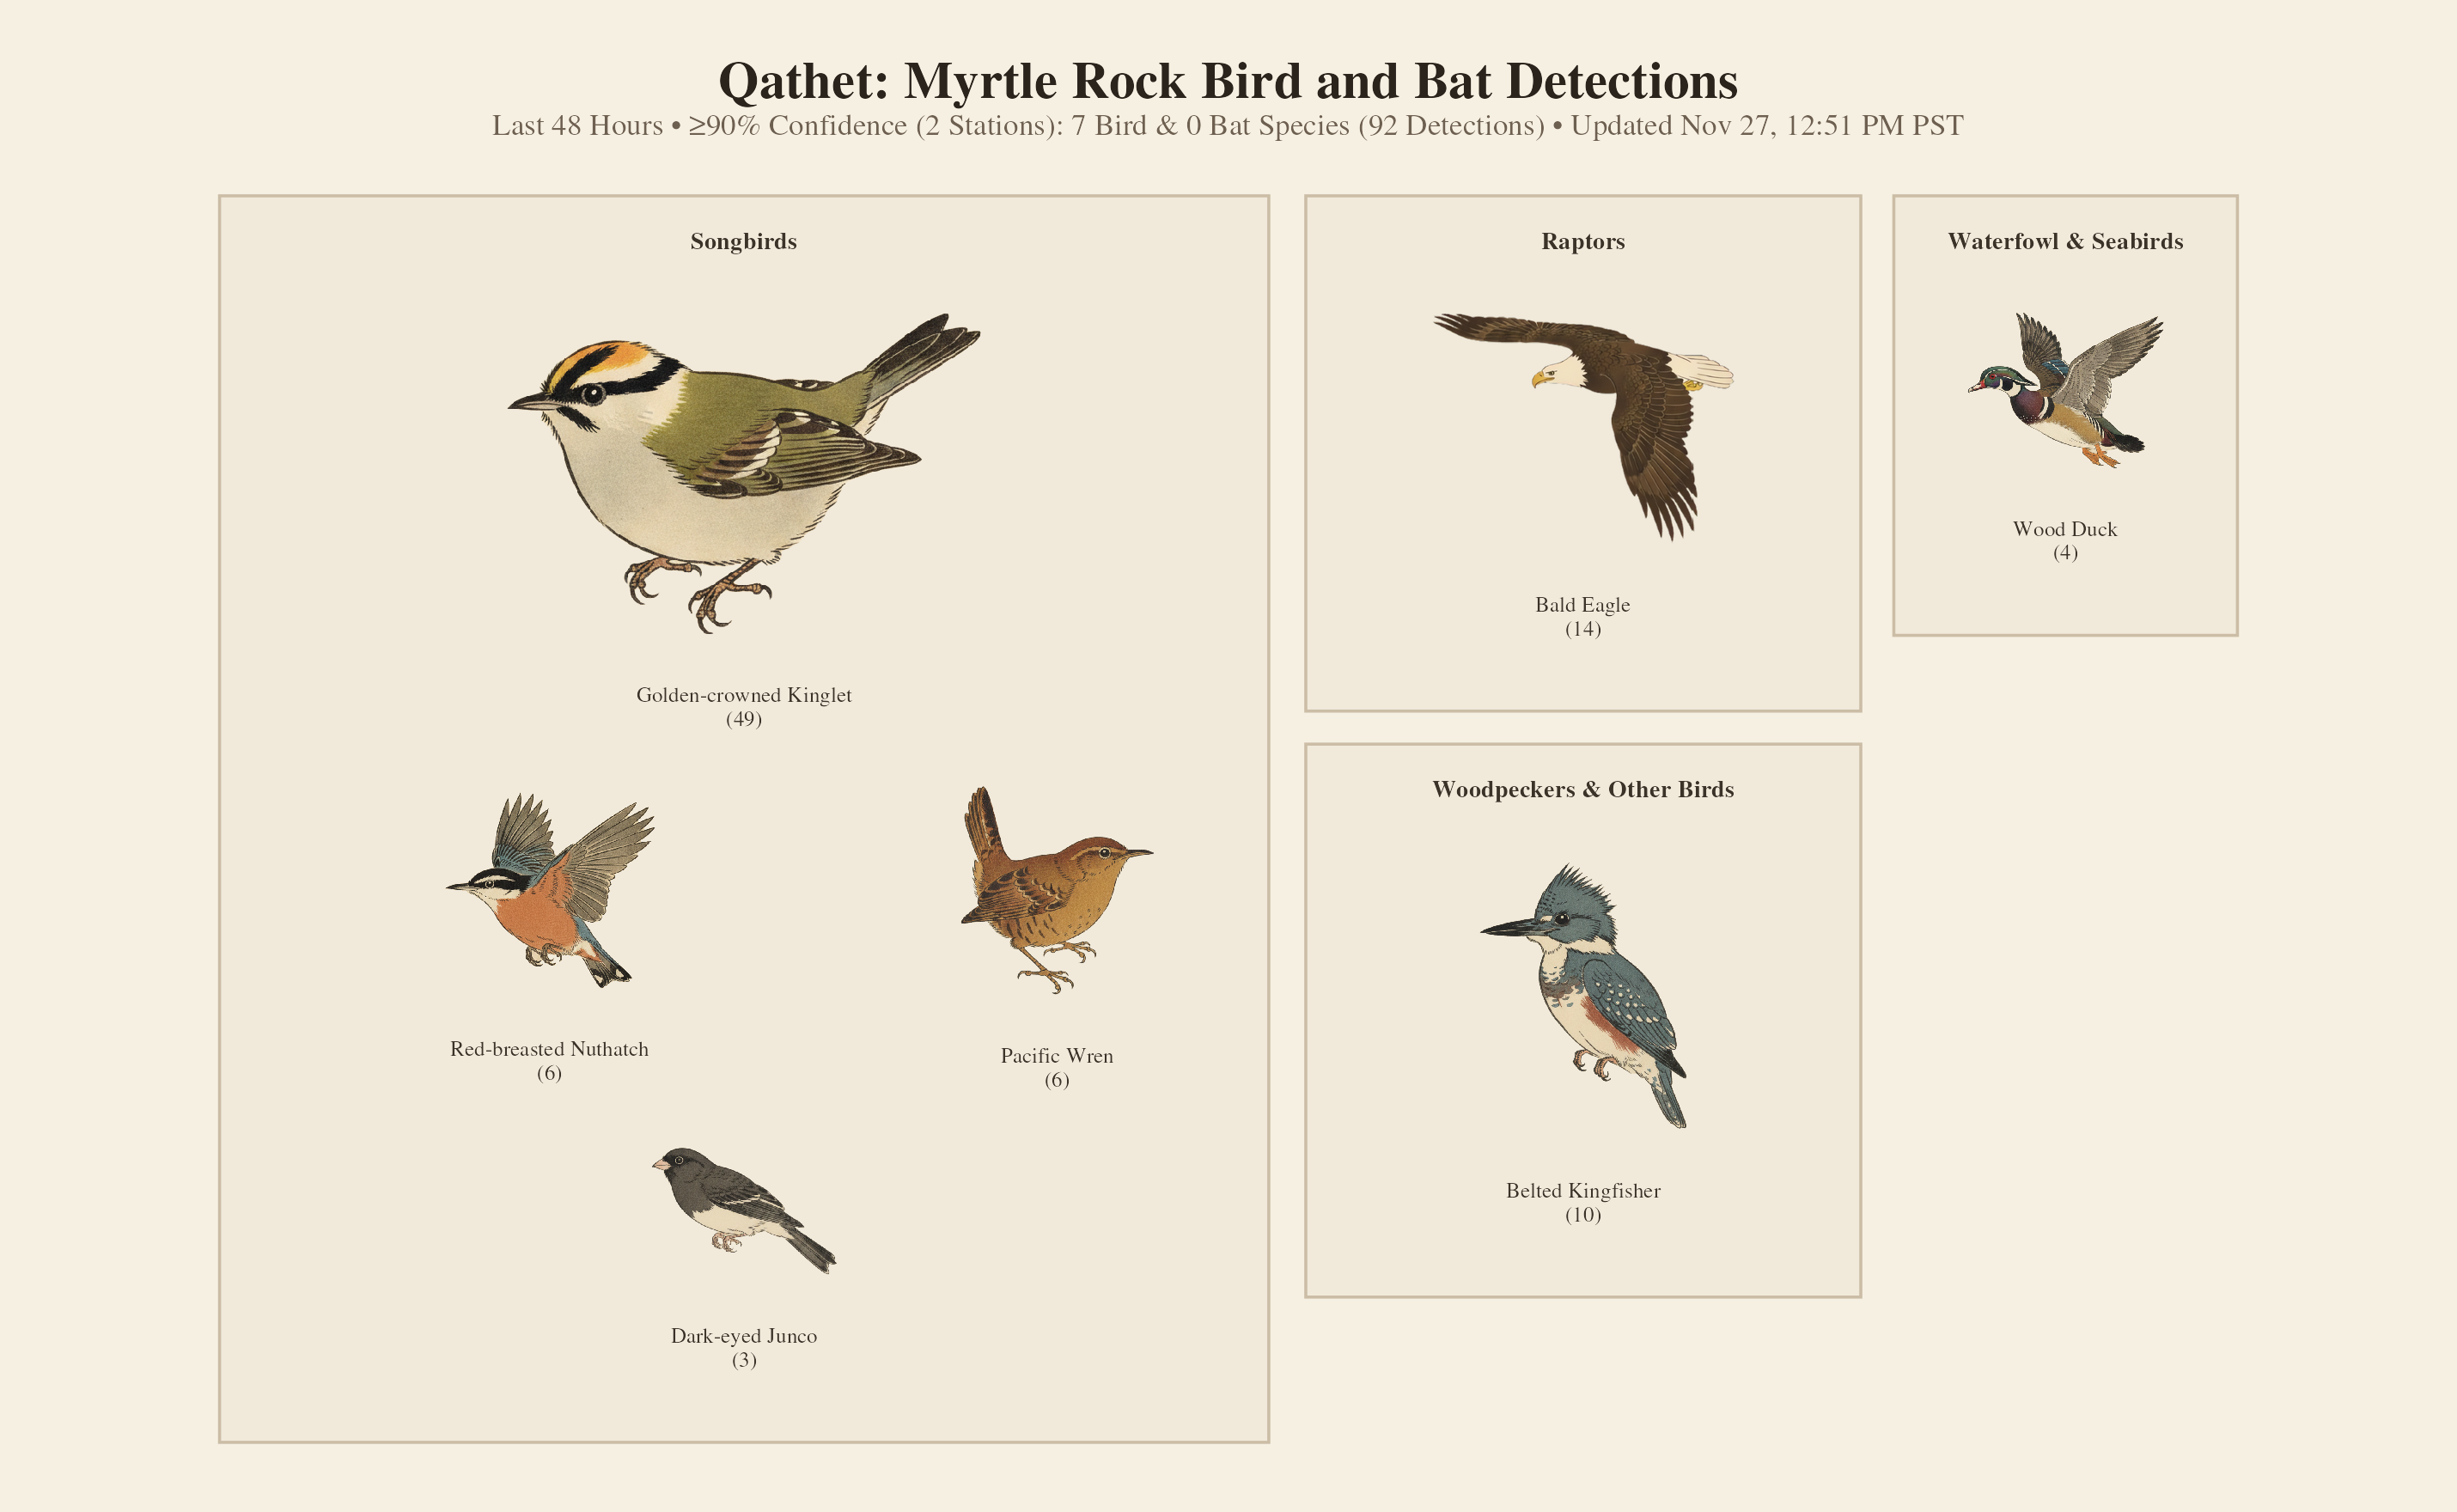 Qathet: Myrtle Rock Bird and Bat Detections
Last 48 Hours • ≥90% Confidence (2 Stations): 7 Bird & 0 Bat Species (92 Detections) • Updated Nov 27, 12:51 PM PST
Songbirds
Golden-crowned Kinglet
(49)
Red-breasted Nuthatch
(6)
Pacific Wren
(6)
Dark-eyed Junco
(3)
Raptors
Bald Eagle
(14)
Woodpeckers & Other Birds
Belted Kingfisher
(10)
Waterfowl & Seabirds
Wood Duck
(4)